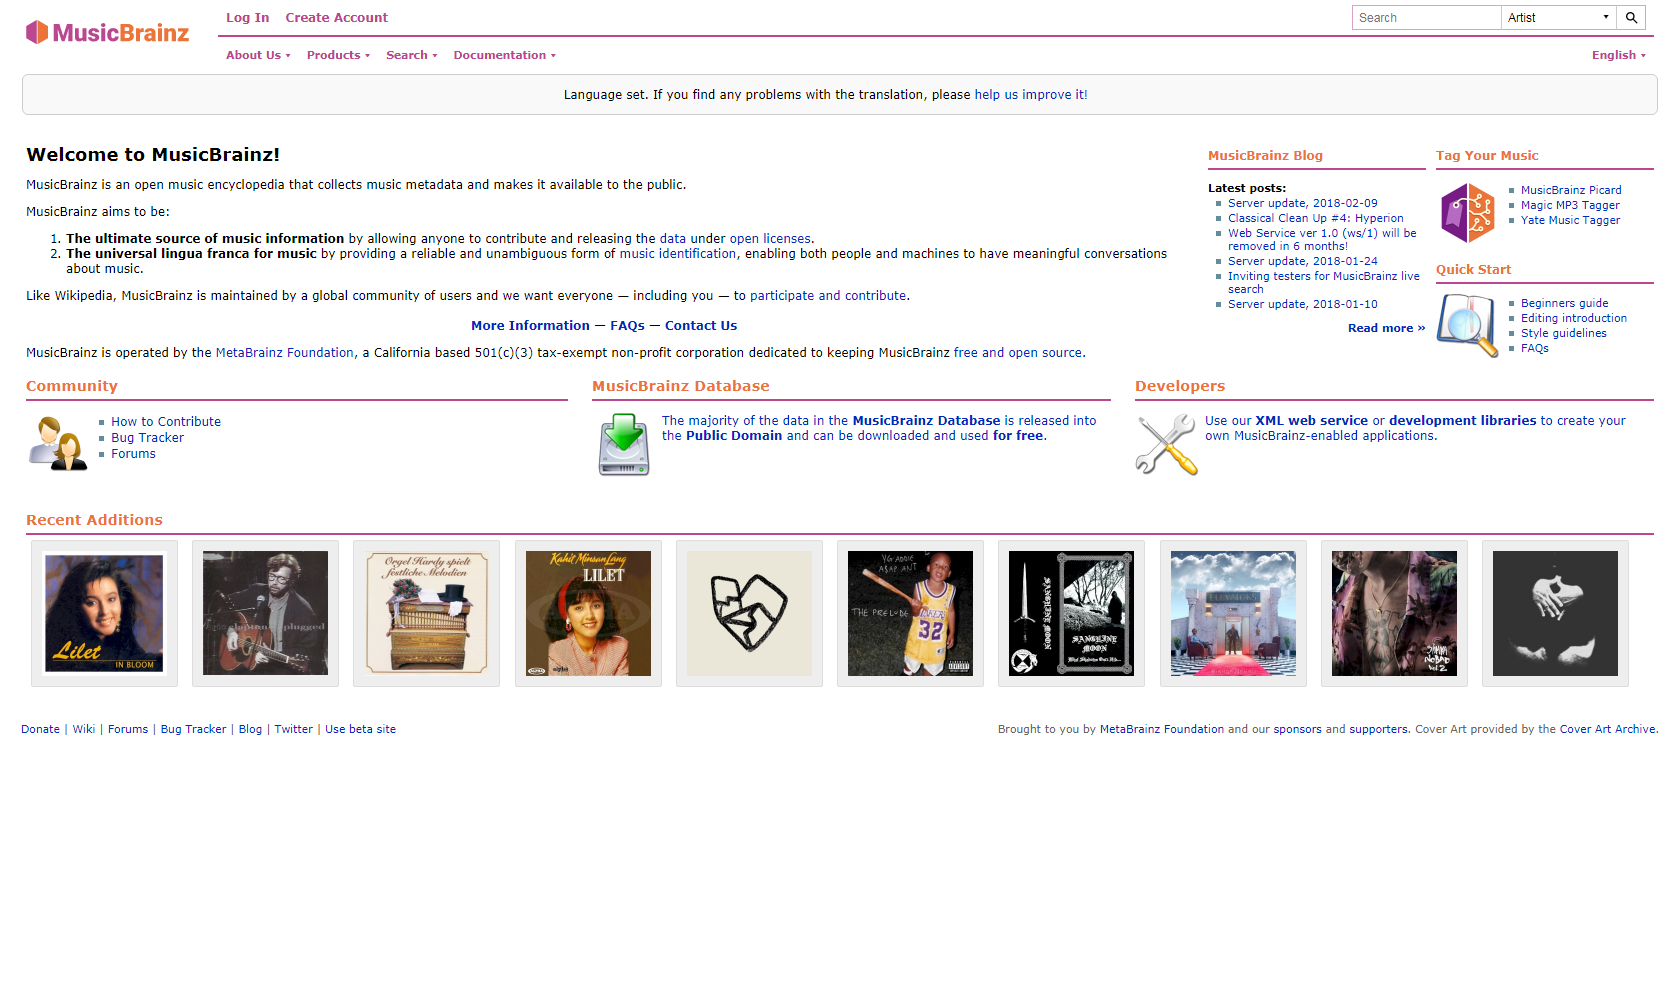 MusicBrainz
Log In Create Account
Search Artist
About Us Products Search Documentation
English
Language set. If you find any problems with the translation, please help us improve it!
Welcome to MusicBrainz!
MusicBrainz is an open music encyclopedia that collects music metadata and makes it available to the public.
MusicBrainz aims to be:
1. The ultimate source of music information by allowing anyone to contribute and releasing the data under open licenses.
2. The universal lingua franca for music by providing a reliable and unambiguous form of music identification, enabling both people and machines to have meaningful conversations
about music.
Like Wikipedia, MusicBrainz is maintained by a global community of users and we want everyone — including you — to participate and contribute.
More Information — FAQs — Contact Us
MusicBrainz is operated by the MetaBrainz Foundation, a California based 501(c)(3) tax-exempt non-profit corporation dedicated to keeping MusicBrainz free and open source.
MusicBrainz Blog
Latest posts:
Server update, 2018-02-09
Classical Clean Up #4: Hyperion
Web Service ver 1.0 (ws/1) will be
removed in 6 months!
Server update, 2018-01-24
Inviting testers for MusicBrainz live
search
Server update, 2018-01-10
Read more »
Tag Your Music
MusicBrainz Picard
Magic MP3 Tagger
Yate Music Tagger
Quick Start
Beginners guide
Editing introduction
Style guidelines
FAQs
Community
How to Contribute
Bug Tracker
Forums
MusicBrainz Database
The majority of the data in the MusicBrainz Database is released into
the Public Domain and can be downloaded and used for free.
Developers
Use our XML web service or development libraries to create your
own MusicBrainz-enabled applications.
Recent Additions
Lilet
IN BLOOM
clapton unplugged
Orgel Hardy spielt
festliche Melodien
Kahit Minsan Lang
LILET
YG ADDIE
A$AP ANT
THE PRELUDE
32
SANGUINE
MOON
Donate | Wiki | Forums | Bug Tracker | Blog | Twitter | Use beta site
Brought to you by MetaBrainz Foundation and our sponsors and supporters. Cover Art provided by the Cover Art Archive.